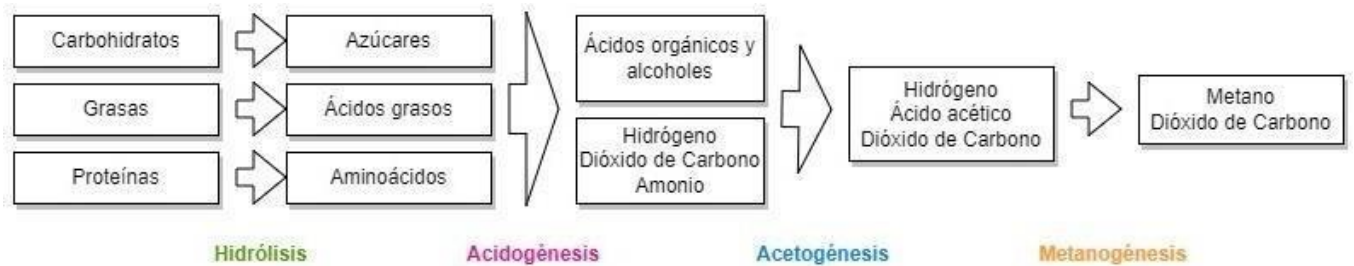 Carbohidratos
Azúcares
Grasas
Ácidos grasos
Proteínas
Aminoácidos
Ácidos orgánicos y
alcoholes
Hidrógeno
Dióxido de Carbono
Amonio
Hidrógeno
Ácido acético
Dióxido de Carbono
Metano
Dióxido de Carbono
Hidrólisis
Acidogènesis
Acetogénesis
Metanogénesis